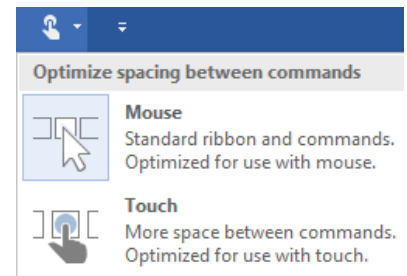 Optimize spacing between commands
Mouse
Standard ribbon and commands.
Optimized for use with mouse.
Touch
More space between commands.
Optimized for use with touch.